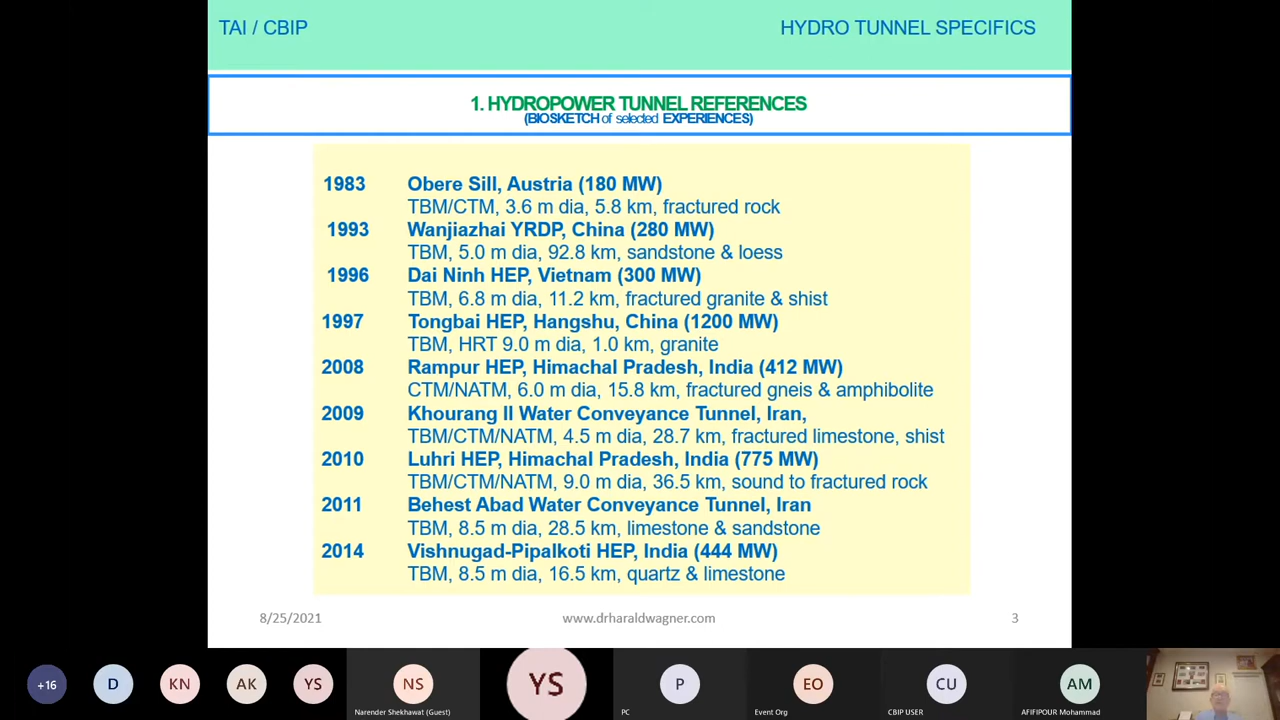 TAI / CBIP
HYDRO TUNNEL SPECIFICS
1. HYDROPOWER TUNNEL REFERENCES
(BIOSKETCH of selected EXPERIENCES)
1983 Obere Sill, Austria (180 MW)
TBM/CTM, 3.6 m dia, 5.8 km, fractured rock
1993 Wanjiazhai YRDP, China (280 MW)
TBM, 5.0 m dia, 92.8 km, sandstone & loess
1996 Dai Ninh HEP, Vietnam (300 MW)
TBM, 6.8 m dia, 11.2 km, fractured granite & shist
1997 Tongbai HEP, Hangshu, China (1200 MW)
TBM, HRT 9.0 m dia, 1.0 km, granite
2008 Rampur HEP, Himachal Pradesh, India (412 MW)
CTM/NATM, 6.0 m dia, 15.8 km, fractured gneis & amphibolite
2009 Khourang II Water Conveyance Tunnel, Iran,
TBM/CTM/NATM, 4.5 m dia, 28.7 km, fractured limestone, shist
2010 Luhri HEP, Himachal Pradesh, India (775 MW)
TBM/CTM/NATM, 9.0 m dia, 36.5 km, sound to fractured rock
2011 Behest Abad Water Conveyance Tunnel, Iran
TBM, 8.5 m dia, 28.5 km, limestone & sandstone
2014 Vishnugad-Pipalkoti HEP, India (444 MW)
TBM, 8.5 m dia, 16.5 km, quartz & limestone
8/25/2021 www.drharaldwagner.com 3
+16 D KN AK YS NS YS P EO CU AM
Narender Shekhawat (Guest) PC Event Org CBIP USER AFIFIPOUR Mohammad